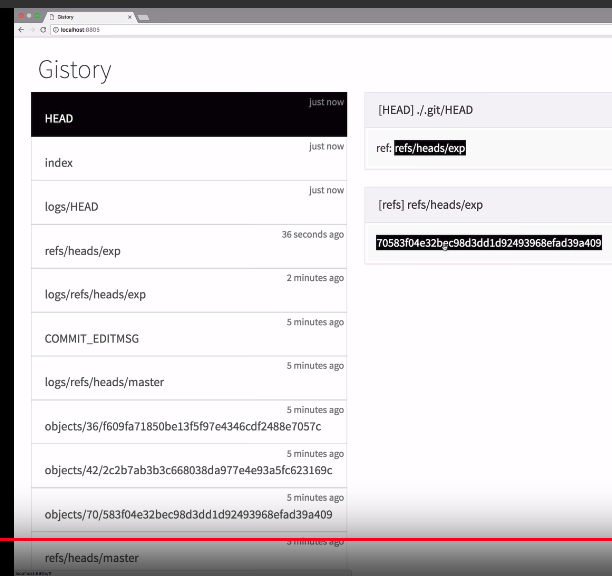 Gistory
localhost:8805
Gistory
just now
HEAD
just now
index
just now
logs/HEAD
36 seconds ago
refs/heads/exp
2 minutes ago
logs/refs/heads/exp
5 minutes ago
COMMIT_EDITMSG
5 minutes ago
logs/refs/heads/master
5 minutes ago
objects/36/f609fa71850be13f5f97e4346cdf2488e7057c
5 minutes ago
objects/42/2c2b7ab3b3c668038da977e4e93a5fc623169c
5 minutes ago
objects/70/583f04e32bec98d3dd1d92493968efad39a409
5 minutes ago
refs/heads/master
[HEAD] ./.git/HEAD
ref: refs/heads/exp
[refs] refs/heads/exp
70583f04e32bec98d3dd1d92493968efad39a409